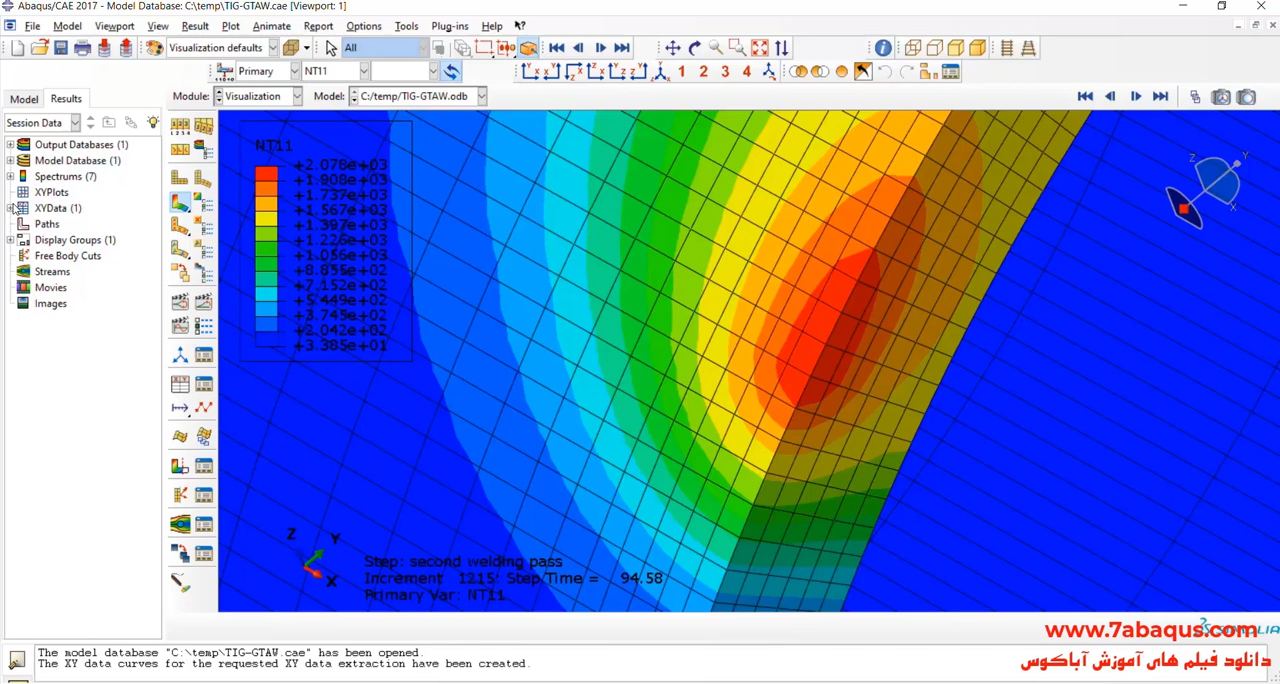 Abaqus/CAE 2017 - Model Database: C:\temp\TIG-GTAW.cae [Viewport: 1]
File Model Viewport View Result Plot Animate Report Options Tools Plug-ins Help
Visualization defaults All
Primary NT11 1 2 3 4
Model Results Module: Visualization Model: C:/temp/TIG-GTAW.odb
Session Data
Output Databases (1)
Model Database (1)
Spectrums (7)
XYPlots
XYData (1)
Paths
Display Groups (1)
Free Body Cuts
Streams
Movies
Images
NT11
+2.078e+03
+1.908e+03
+1.737e+03
+1.567e+03
+1.397e+03
+1.226e+03
+1.056e+03
+8.855e+02
+7.152e+02
+5.449e+02
+3.745e+02
+2.042e+02
+3.385e+01
Z Y X
Z Y X
Step: second welding pass
Increment 1215: Step Time = 94.58
Primary Var: NT11
www.7abaqus.com
دانلود فیلم های آموزش آباکوس
The model database "C:\temp\TIG-GTAW.cae" has been opened.
The XY data curves for the requested XY data extraction have been created.